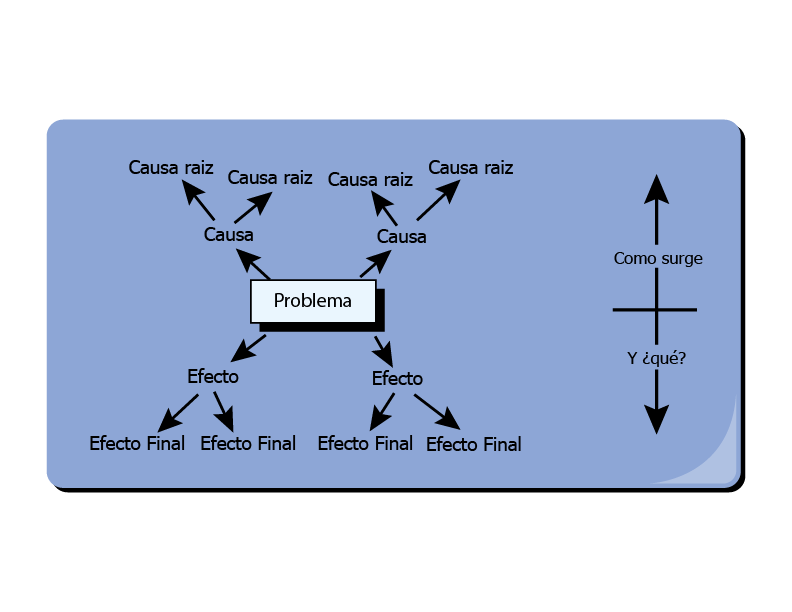 Causa raiz
Causa raiz
Causa raiz
Causa raiz
Causa
Causa
Como surge
Problema
Y ¿qué?
Efecto
Efecto
Efecto Final
Efecto Final
Efecto Final
Efecto Final